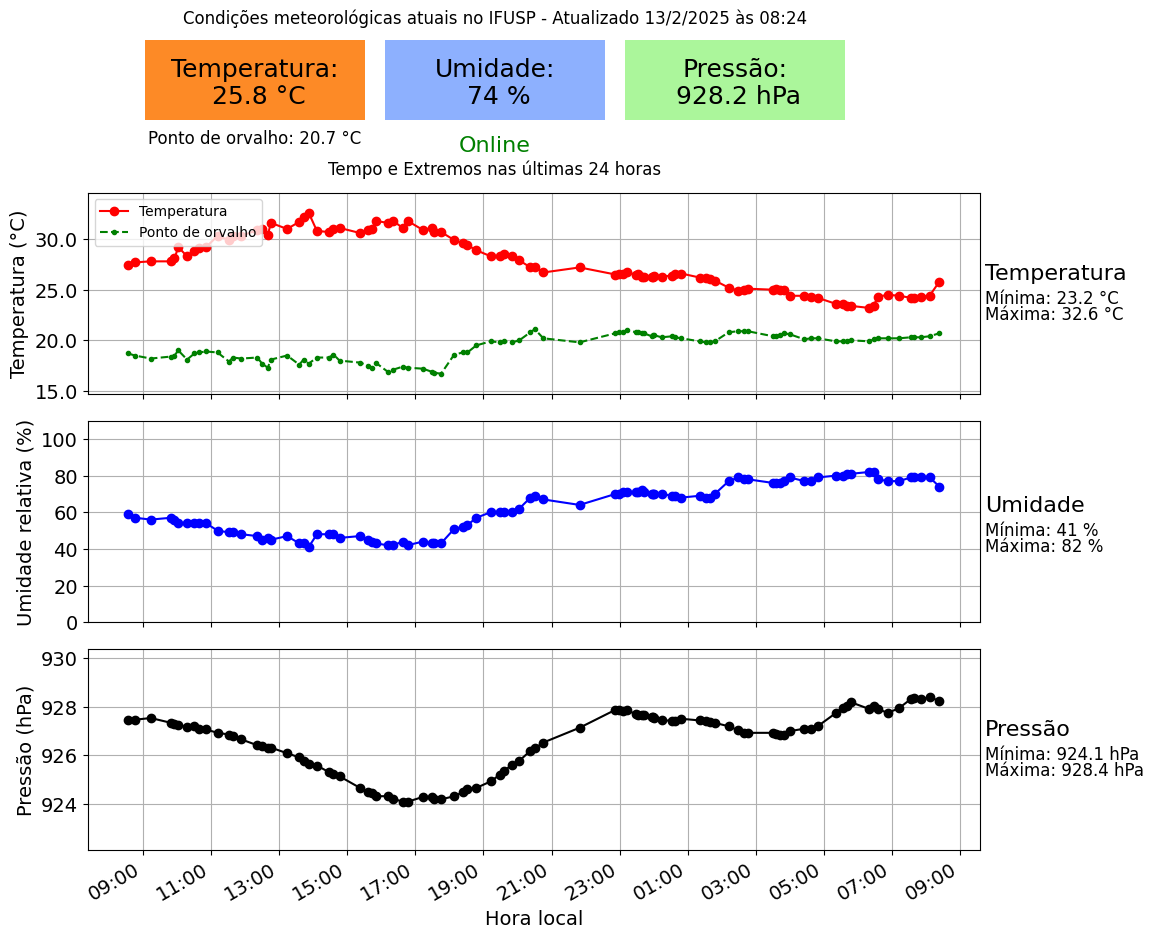 Condições meteorológicas atuais no IFUSP - Atualizado 13/2/2025 às 08:24
Temperatura:
25.8 °C
Umidade:
74 %
Pressão:
928.2 hPa
Ponto de orvalho: 20.7 °C
Online
Tempo e Extremos nas últimas 24 horas
Temperatura (°C)
30.0
25.0
20.0
15.0
Temperatura
Ponto de orvalho
Temperatura
Mínima: 23.2 °C
Máxima: 32.6 °C
Umidade relativa (%)
100
80
60
40
20
0
Umidade
Mínima: 41 %
Máxima: 82 %
Pressão (hPa)
930
928
926
924
Pressão
Mínima: 924.1 hPa
Máxima: 928.4 hPa
09:00 11:00 13:00 15:00 17:00 19:00 21:00 23:00 01:00 03:00 05:00 07:00 09:00
Hora local